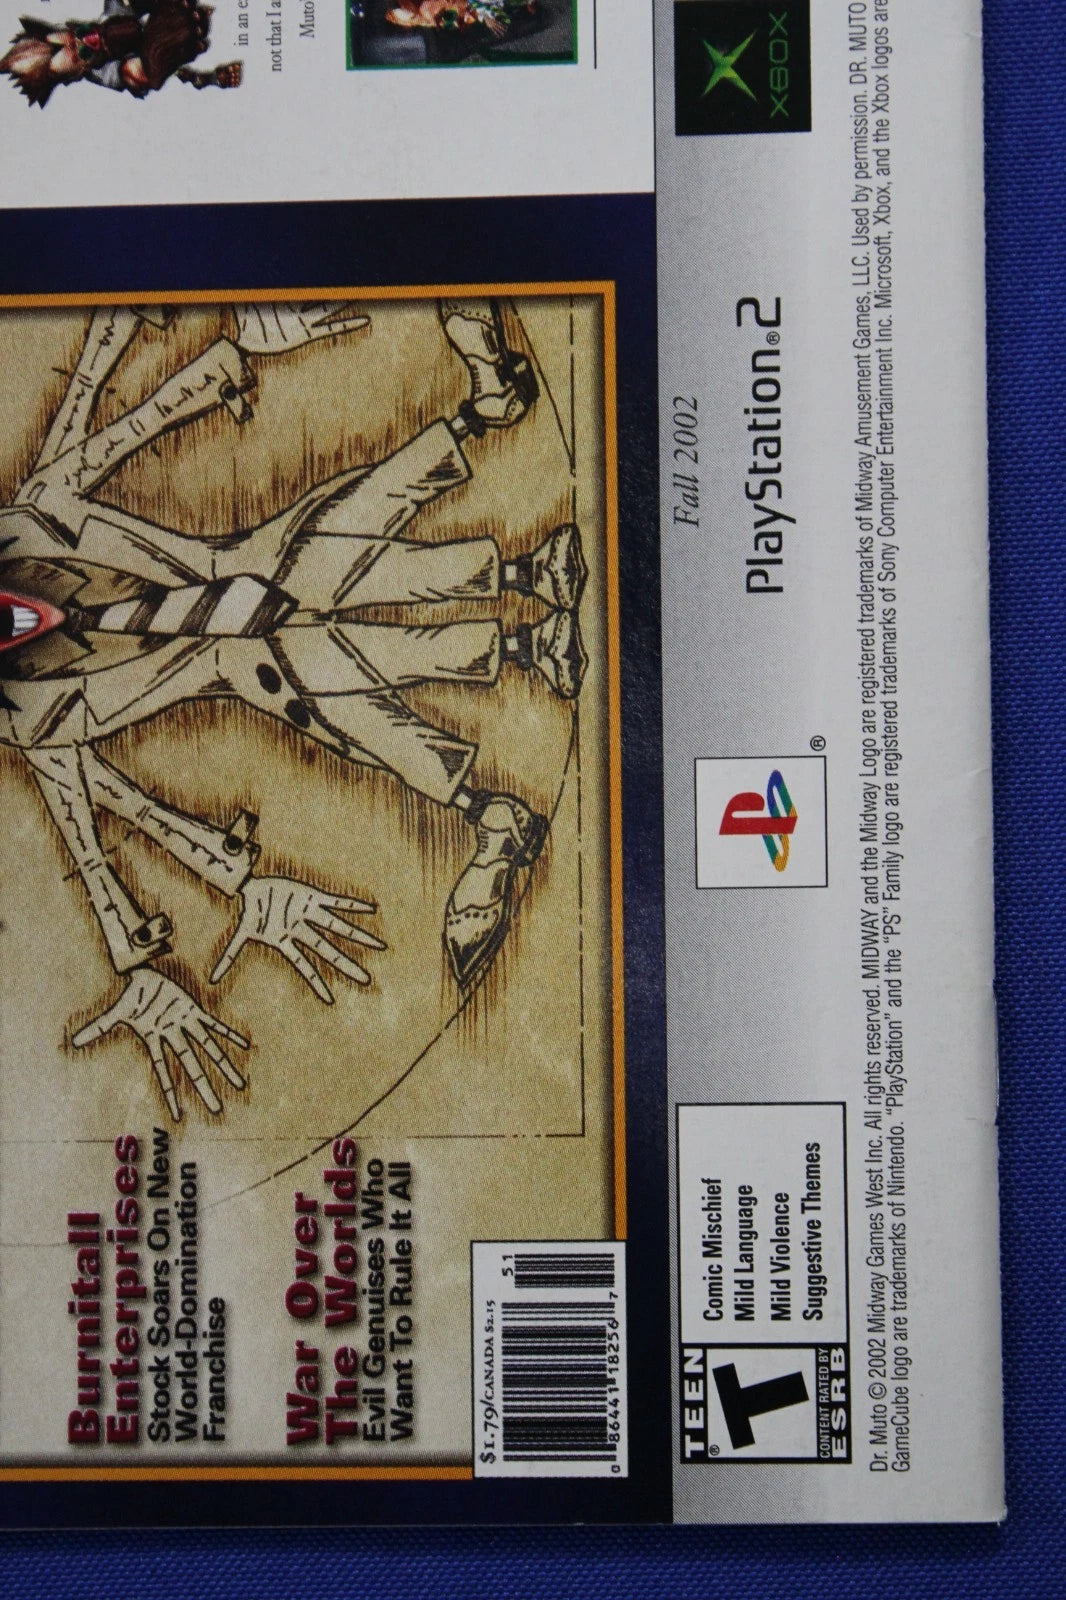 in an e
not that I a
Muto'
Burnitall
Enterprises
Stock Soars On New
World-Domination
Franchise
War Over
The Worlds
Evil Genuises Who
Want To Rule It All
$1.79/CANADA $2.15
51
0 86441 18256 7
Fall 2002
PlayStation®2
®
XBOX
TEEN
T
®
CONTENT RATED BY
ESRB
Comic Mischief
Mild Language
Mild Violence
Suggestive Themes
Dr. Muto © 2002 Midway Games West Inc. All rights reserved. MIDWAY and the Midway Logo are registered trademarks of Midway Amusement Games, LLC. Used by permission. DR. MUTO
GameCube logo are trademarks of Nintendo. "PlayStation" and the "PS" Family logo are registered trademarks of Sony Computer Entertainment Inc. Microsoft, Xbox, and the Xbox logos are